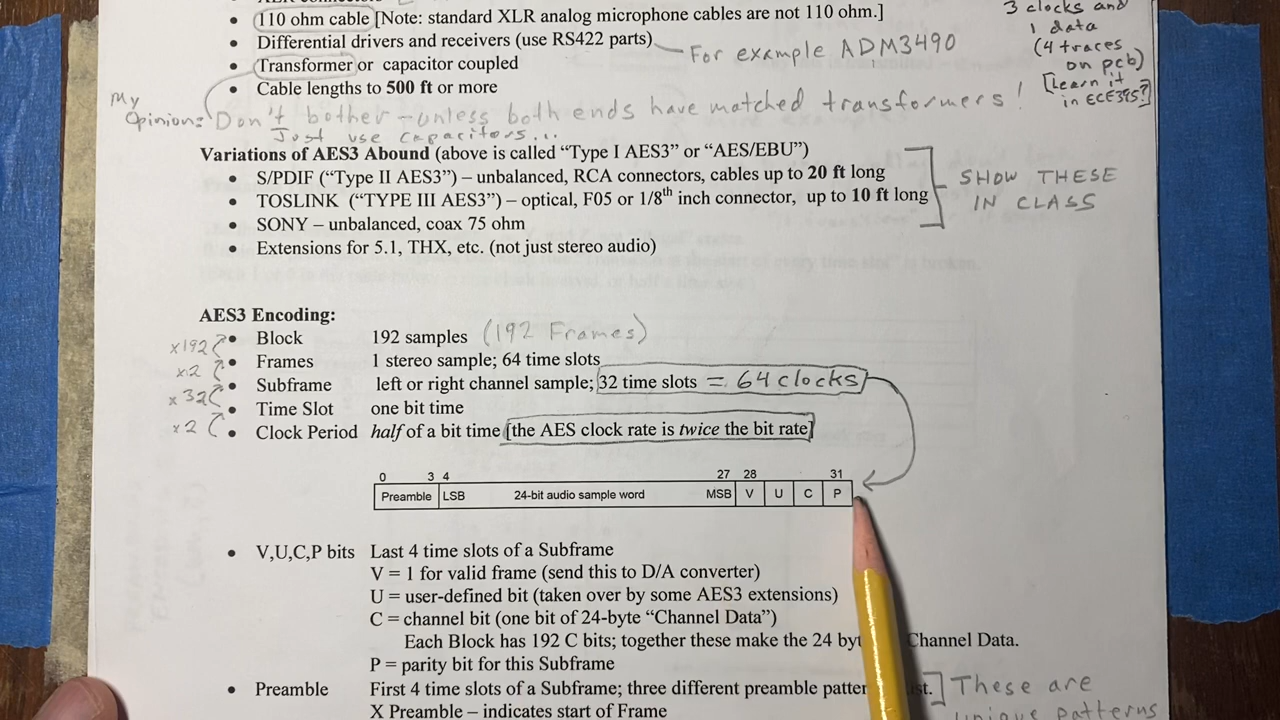 110 ohm cable [Note: standard XLR analog microphone cables are not 110 ohm.]
3 clocks and
1 data
(4 traces
on pcb)
[Learn it
in ECE395?]
Differential drivers and receivers (use RS422 parts)
For example ADM3490
Transformer or capacitor coupled
Cable lengths to 500 ft or more
My
Opinion: Don't bother - unless both ends have matched transformers!
Just use capacitors...
Variations of AES3 Abound (above is called “Type I AES3” or “AES/EBU”)
S/PDIF (“Type II AES3”) – unbalanced, RCA connectors, cables up to 20 ft long
TOSLINK (“TYPE III AES3”) – optical, F05 or 1/8th inch connector, up to 10 ft long
SONY – unbalanced, coax 75 ohm
Extensions for 5.1, THX, etc. (not just stereo audio)
SHOW THESE
IN CLASS
AES3 Encoding:
Block 192 samples (192 Frames)
x192
Frames 1 stereo sample; 64 time slots
x2
Subframe left or right channel sample; 32 time slots = 64 clocks
x32
Time Slot one bit time
x2
Clock Period half of a bit time [the AES clock rate is twice the bit rate]
0 3 4 27 28 31
Preamble LSB 24-bit audio sample word MSB V U C P
V,U,C,P bits Last 4 time slots of a Subframe
V = 1 for valid frame (send this to D/A converter)
U = user-defined bit (taken over by some AES3 extensions)
C = channel bit (one bit of 24-byte “Channel Data”)
Each Block has 192 C bits; together these make the 24 Channel Data.
P = parity bit for this Subframe
Preamble First 4 time slots of a Subframe; three different preamble
These are
unique patterns
X Preamble – indicates start of Frame